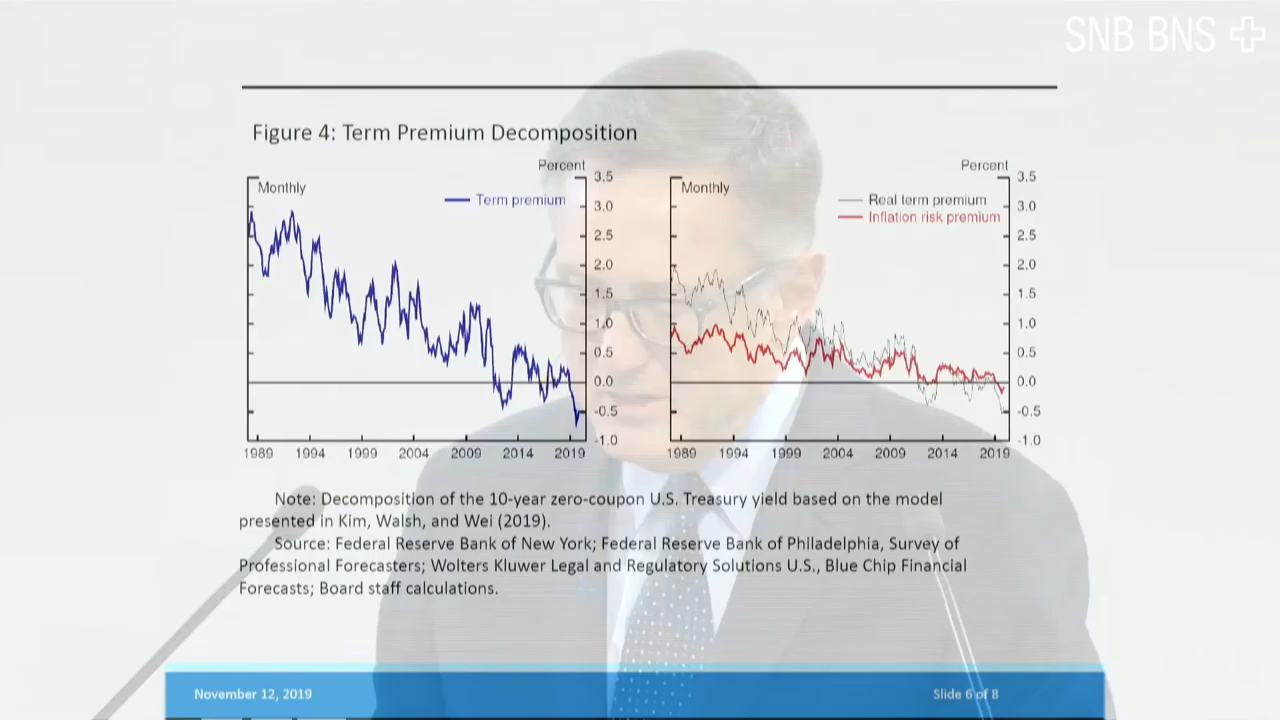 SNB BNS
Figure 4: Term Premium Decomposition
Percent
Monthly
Term premium
3.5
3.0
2.5
2.0
1.5
1.0
0.5
0.0
-0.5
-1.0
1989 1994 1999 2004 2009 2014 2019
Percent
Monthly
Real term premium
Inflation risk premium
3.5
3.0
2.5
2.0
1.5
1.0
0.5
0.0
-0.5
-1.0
1989 1994 1999 2004 2009 2014 2019
Note: Decomposition of the 10-year zero-coupon U.S. Treasury yield based on the model
presented in Kim, Walsh, and Wei (2019).
Source: Federal Reserve Bank of New York; Federal Reserve Bank of Philadelphia, Survey of
Professional Forecasters; Wolters Kluwer Legal and Regulatory Solutions U.S., Blue Chip Financial
Forecasts; Board staff calculations.
November 12, 2019
Slide 6 of 8